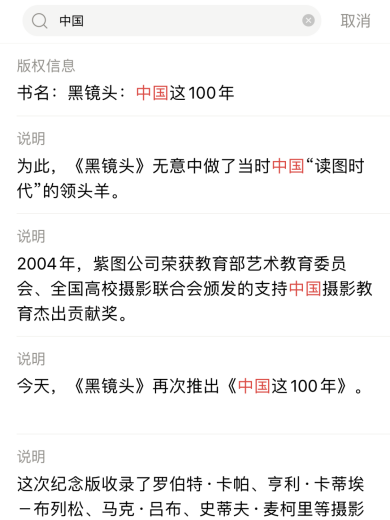 中国
取消
版权信息
书名：黑镜头：中国这100年
说明
为此，《黑镜头》无意中做了当时中国“读图时
代”的领头羊。
说明
2004年，紫图公司荣获教育部艺术教育委员
会、全国高校摄影联合会颁发的支持中国摄影教
育杰出贡献奖。
说明
今天，《黑镜头》再次推出《中国这100年》。
说明
这次纪念版收录了罗伯特·卡帕、亨利·卡蒂埃
－布列松、马克·吕布、史蒂夫·麦柯里等摄影